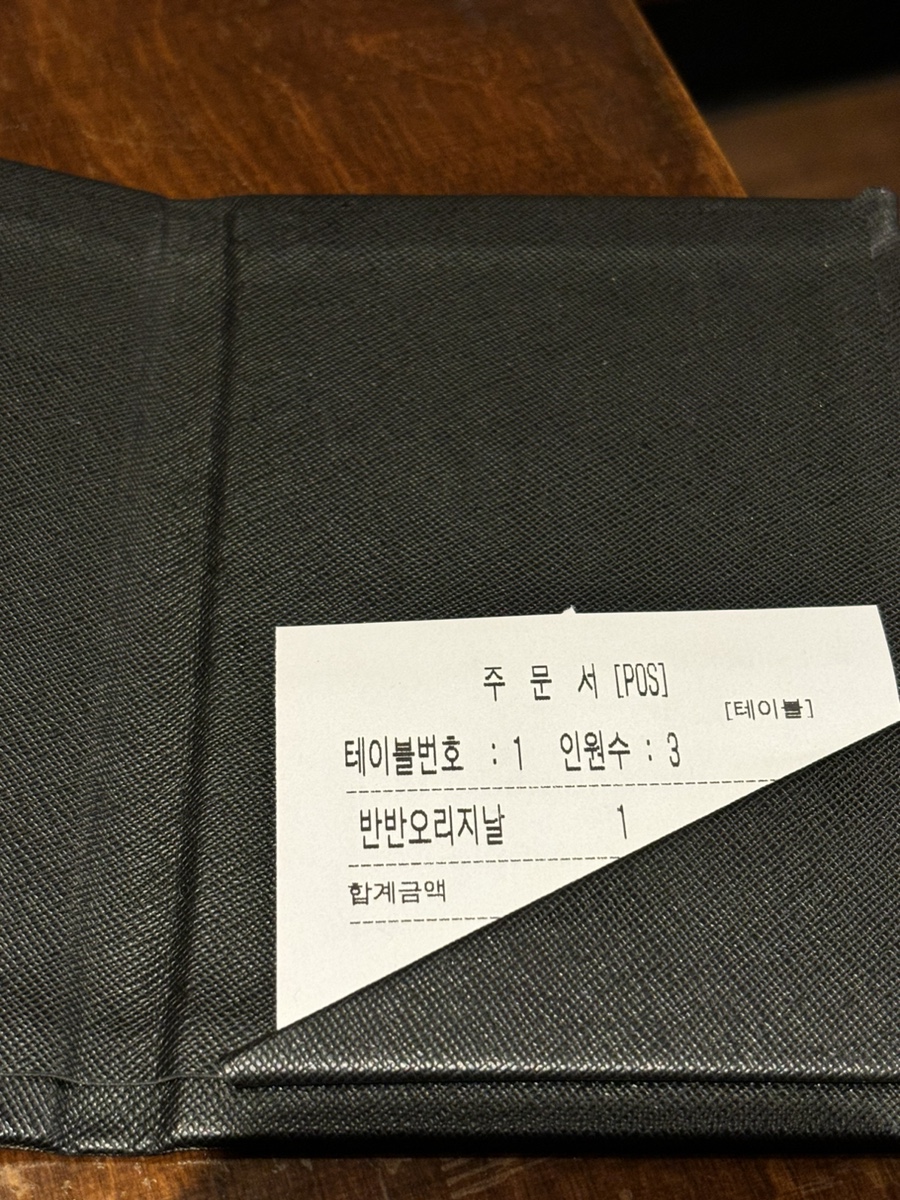 주 문 서 [POS]
[테이블]
테이블번호 : 1 인원수 : 3
반반오리지날 1
합계금액